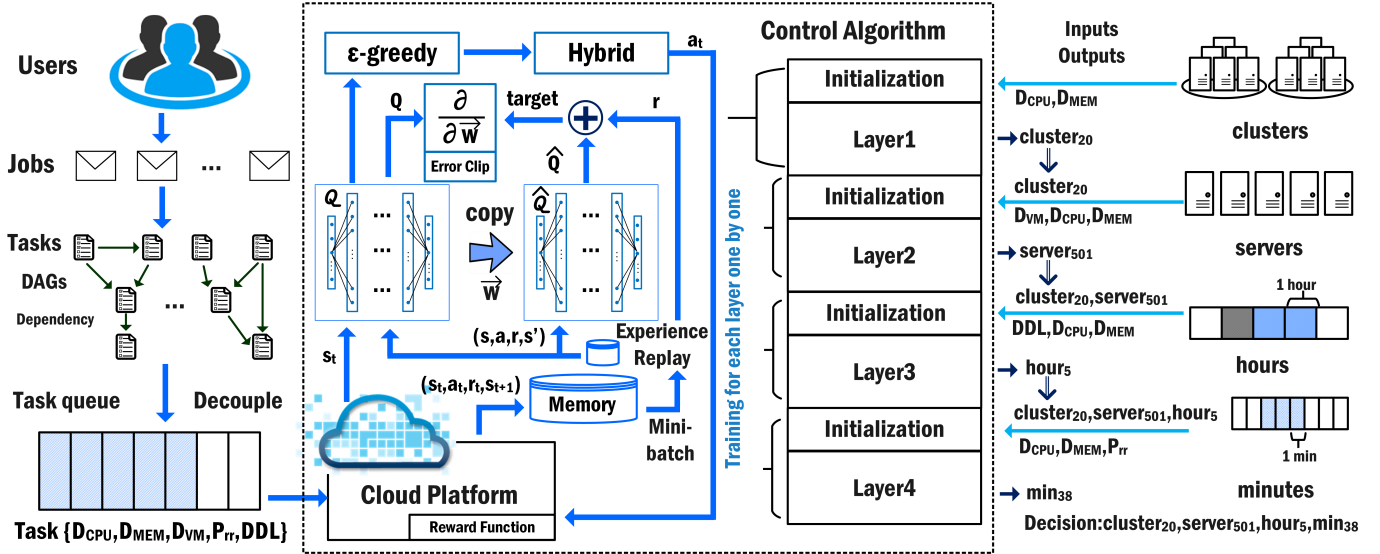 Users
Jobs
...
Tasks
DAGs
Dependency
...
Task queue
Decouple
Task {DCPU,DMEM,DVM,Prr,DDL}
ε-greedy
Hybrid
at
Q
∂
∂ w
Error Clip
target
+
r
Q̂
Q
...
...
...
copy
w
Q̂
...
...
...
st
(s,a,r,s’)
Experience
Replay
(st,at,rt,st+1)
Memory
Mini-
batch
Cloud Platform
Reward Function
Training for each layer one by one
Control Algorithm
Initialization
Layer1
Initialization
Layer2
Initialization
Layer3
Initialization
Layer4
Inputs
Outputs
DCPU,DMEM
clusters
cluster20
cluster20
DVM,DCPU,DMEM
servers
server501
cluster20,server501
1 hour
DDL,DCPU,DMEM
hours
hour5
cluster20,server501,hour5
DCPU,DMEM,Prr
1 min
minutes
min38
Decision:cluster20,server501,hour5,min38